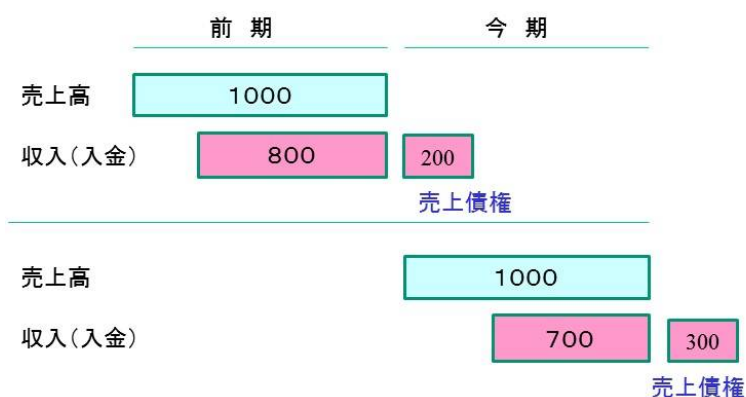 前 期 今 期
売上高 1000
収入(入金) 800 200
売上債権
売上高 1000
収入(入金) 700 300
売上債権